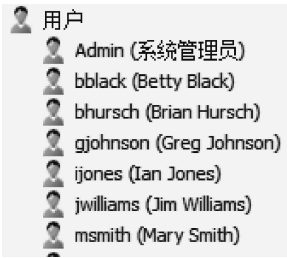 用户
Admin (系统管理员)
bblack (Betty Black)
bhursch (Brian Hursch)
gjohnson (Greg Johnson)
ijones (Ian Jones)
jwilliams (Jim Williams)
msmith (Mary Smith)